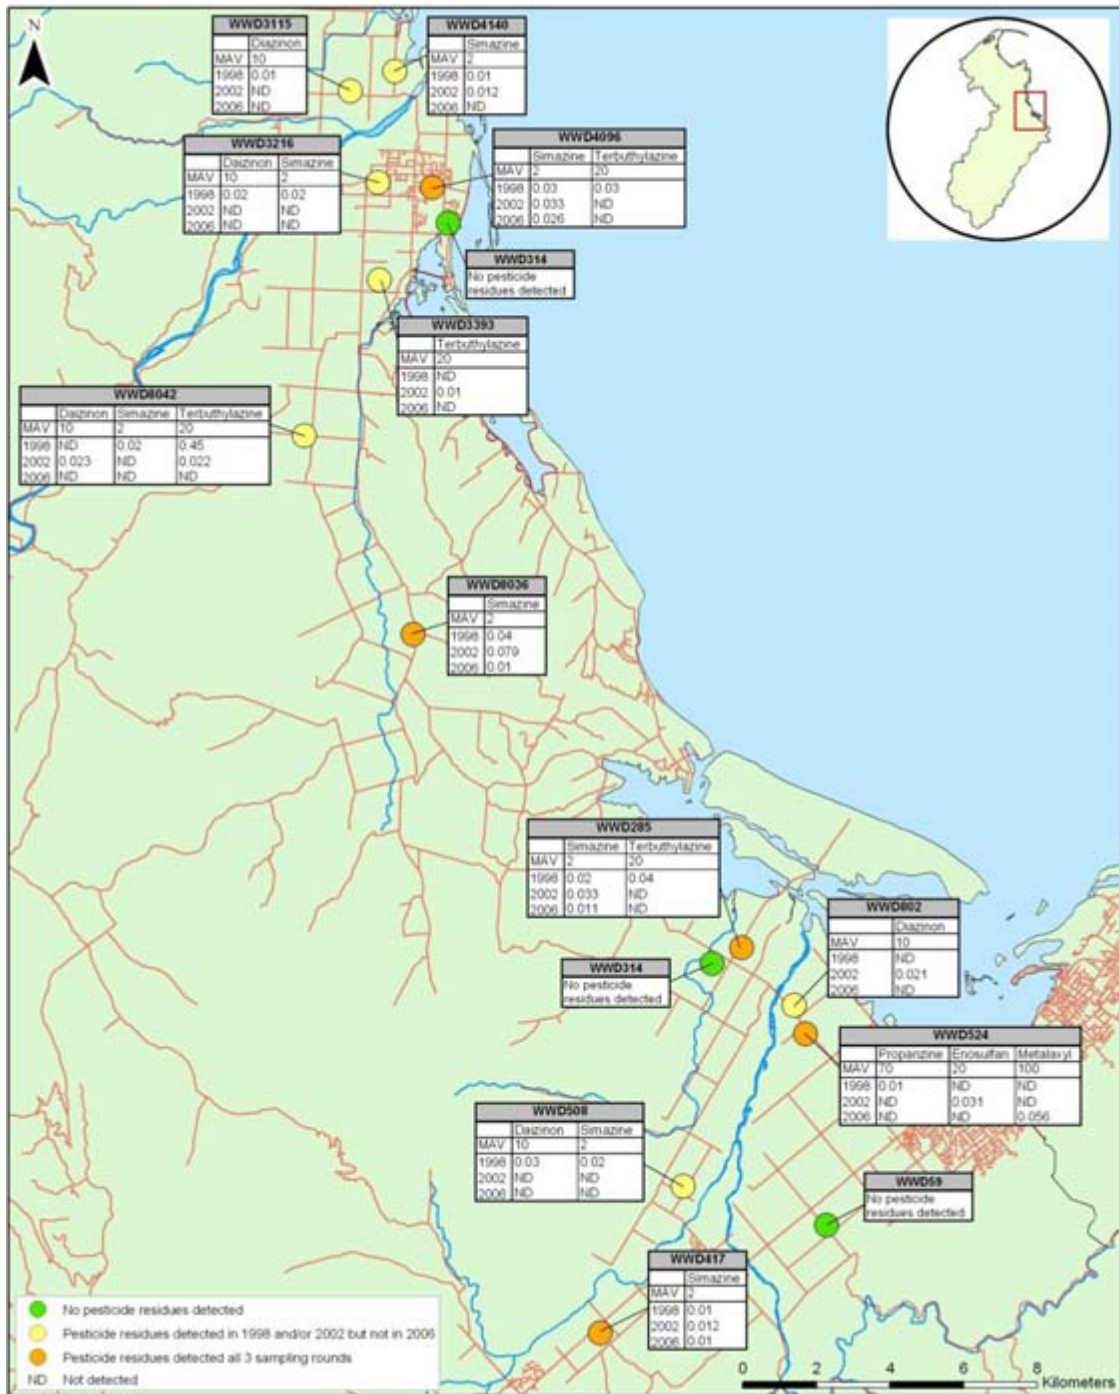 N
WWD3115
Diazinon
MAV 10
1998 0.01
2002 ND
2006 ND
WWD4140
Simazine
MAV 2
1998 0.01
2002 0.012
2006 ND
WWD3216
Daizinon Simazine
MAV 10 2
1998 0.02 0.02
2002 ND ND
2006 ND ND
WWD4096
Simazine Terbuthylazine
MAV 2 20
1998 0.03 0.03
2002 0.033 ND
2006 0.026 ND
WWD314
No pesticide
residues detected
WWD3393
Terbuthylazine
MAV 20
1998 ND
2002 0.01
2006 ND
WWD8042
Daizinon Simazine Terbuthylazine
MAV 10 2 20
1998 ND 0.02 0.45
2002 0.023 ND 0.022
2006 ND ND ND
WWD8036
Simazine
MAV 2
1998 0.04
2002 0.079
2006 0.01
WWD285
Simazine Terbuthylazine
MAV 2 20
1998 0.02 0.04
2002 0.033 ND
2006 0.011 ND
WWD802
Diazinon
MAV 10
1998 ND
2002 0.021
2006 ND
WWD314
No pesticide
residues detected
WWD524
Propanzine Enosulfan Metalaxyl
MAV 70 20 100
1998 0.01 ND ND
2002 ND 0.031 ND
2006 ND ND 0.056
WWD508
Daizinon Simazine
MAV 10 2
1998 0.03 0.02
2002 ND ND
2006 ND ND
WWD59
No pesticide
residues detected
WWD417
Simazine
MAV 2
1998 0.01
2002 0.012
2006 0.01
No pesticide residues detected
Pesticide residues detected in 1998 and/or 2002 but not in 2006
Pesticide residues detected all 3 sampling rounds
ND Not detected
0 2 4 6 8
Kilometers